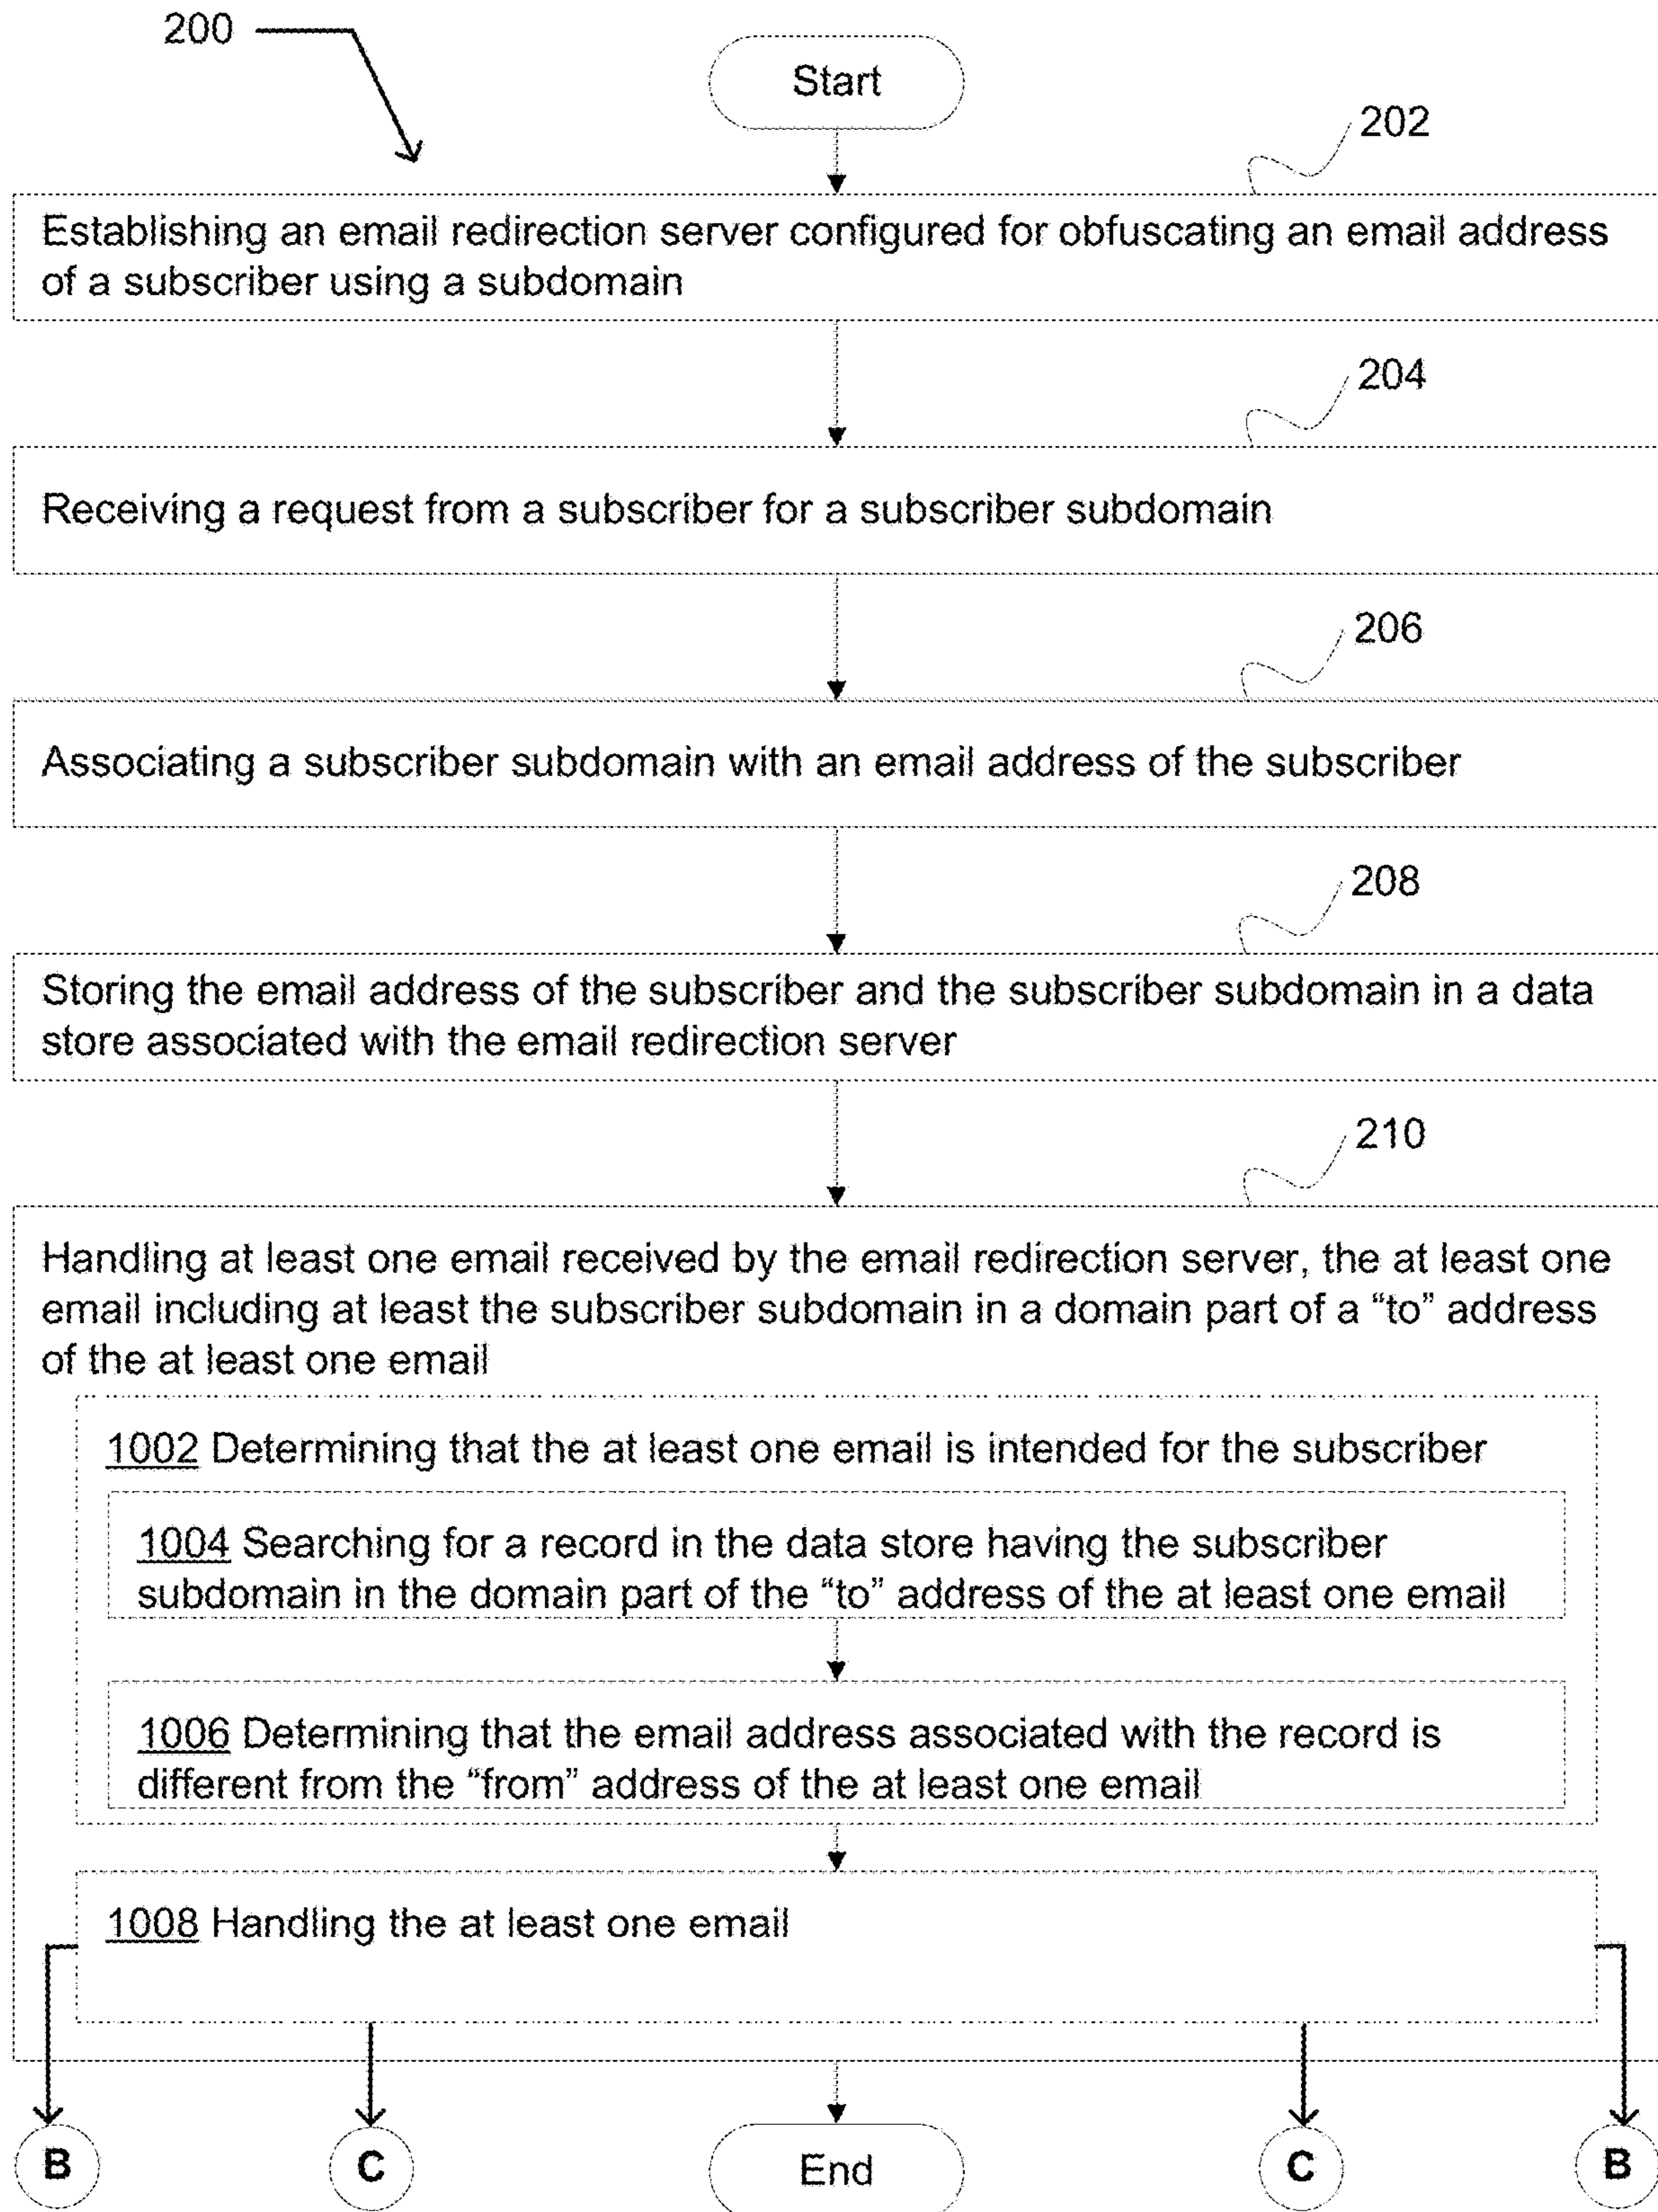 200
Start
202
Establishing an email redirection server configured for obfuscating an email address
of a subscriber using a subdomain
204
Receiving a request from a subscriber for a subscriber subdomain
206
Associating a subscriber subdomain with an email address of the subscriber
208
Storing the email address of the subscriber and the subscriber subdomain in a data
store associated with the email redirection server
210
Handling at least one email received by the email redirection server, the at least one
email including at least the subscriber subdomain in a domain part of a “to” address
of the at least one email
1002 Determining that the at least one email is intended for the subscriber
1004 Searching for a record in the data store having the subscriber
subdomain in the domain part of the “to” address of the at least one email
1006 Determining that the email address associated with the record is
different from the “from” address of the at least one email
1008 Handling the at least one email
B
C
End
C
B